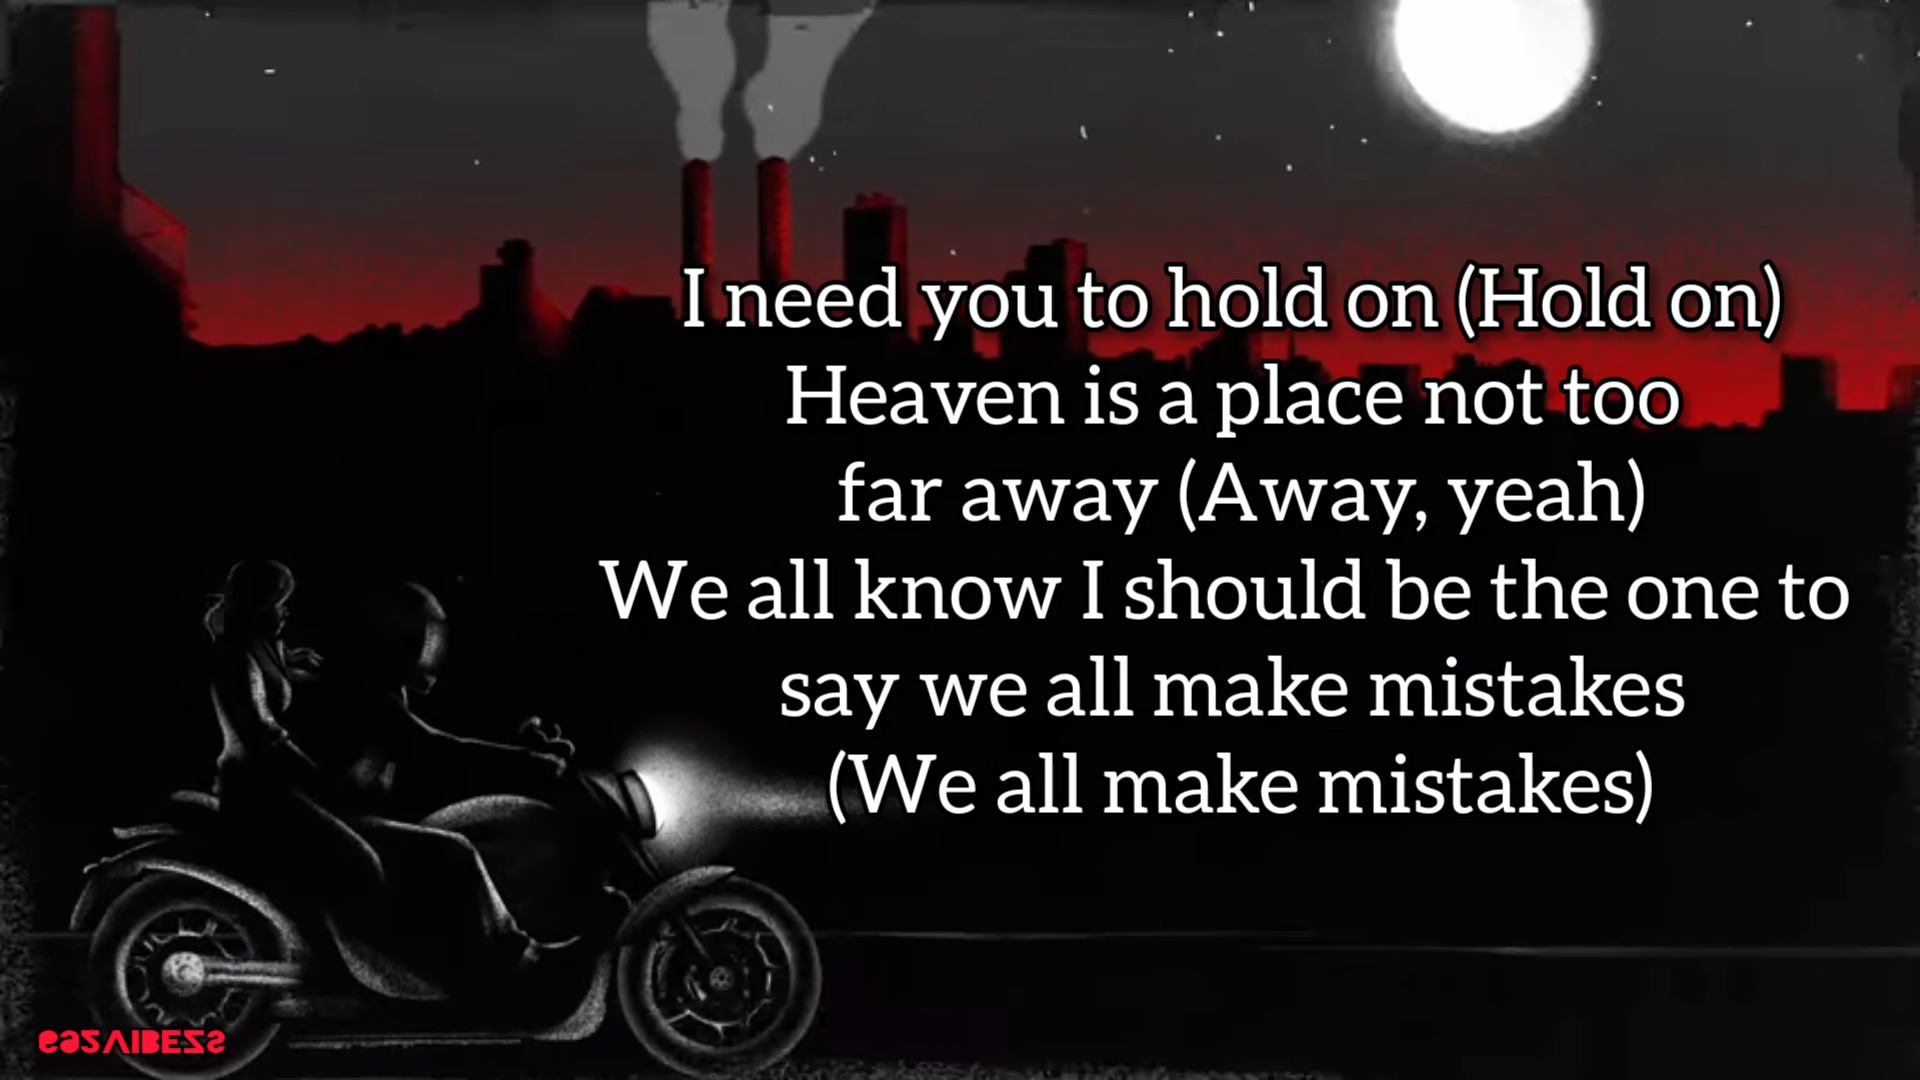 I need you to hold on (Hold on)
Heaven is a place not too
far away (Away, yeah)
We all know I should be the one to
say we all make mistakes
(We all make mistakes)